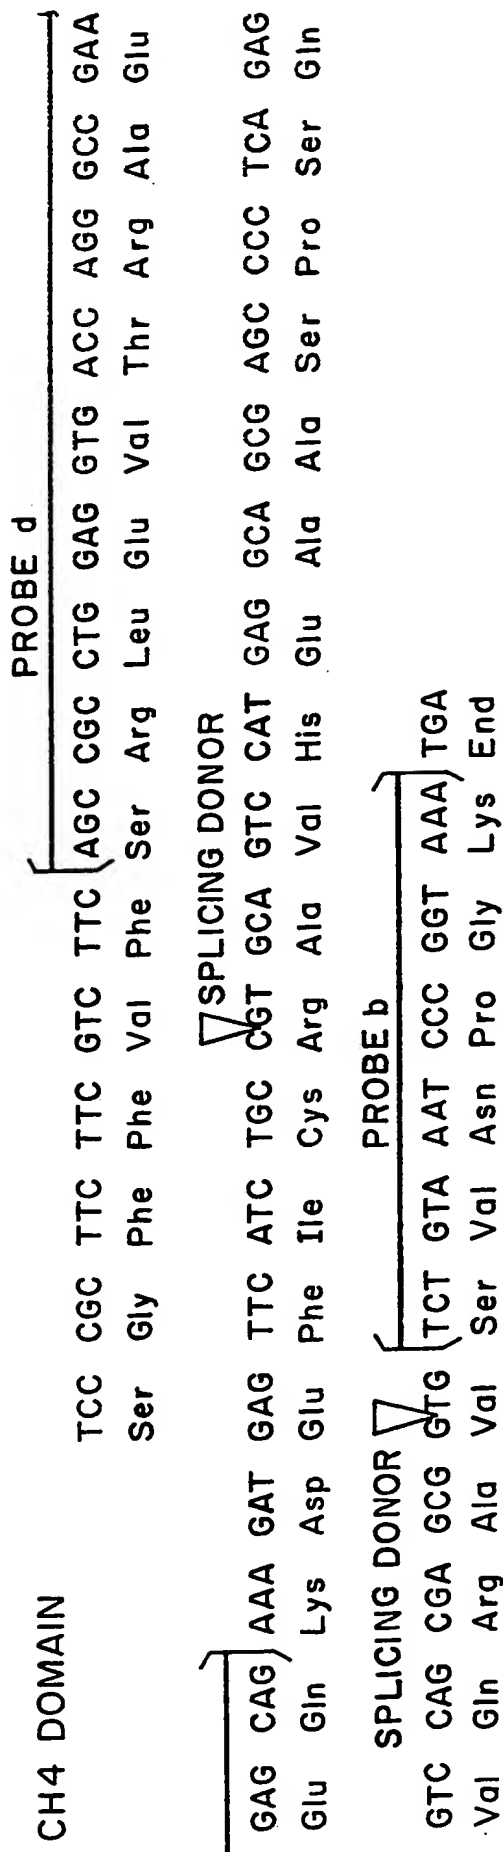 CH4 DOMAIN
PROBE d
TCC CGC TTC TTC GTC TTC AGC CGC CTG GAG GTG ACC AGG GCC GAA
Ser Gly Phe Phe Val Phe Ser Arg Leu Glu Val Thr Arg Ala Glu
SPLICING DONOR
GAG CAG AAA GAT GAG TTC ATC TGC CGT GCA GTC CAT GAG GCA GCG AGC CCC TCA GAG
Glu Gln Lys Asp Glu Phe Ile Cys Arg Ala Val His Glu Ala Ala Ser Pro Ser Gln
SPLICING DONOR
PROBE b
GTC CAG CGA GCG GTG TCT GTA AAT CCC GGT AAA TGA
Val Gln Arg Ala Val Ser Val Asn Pro Gly Lys End